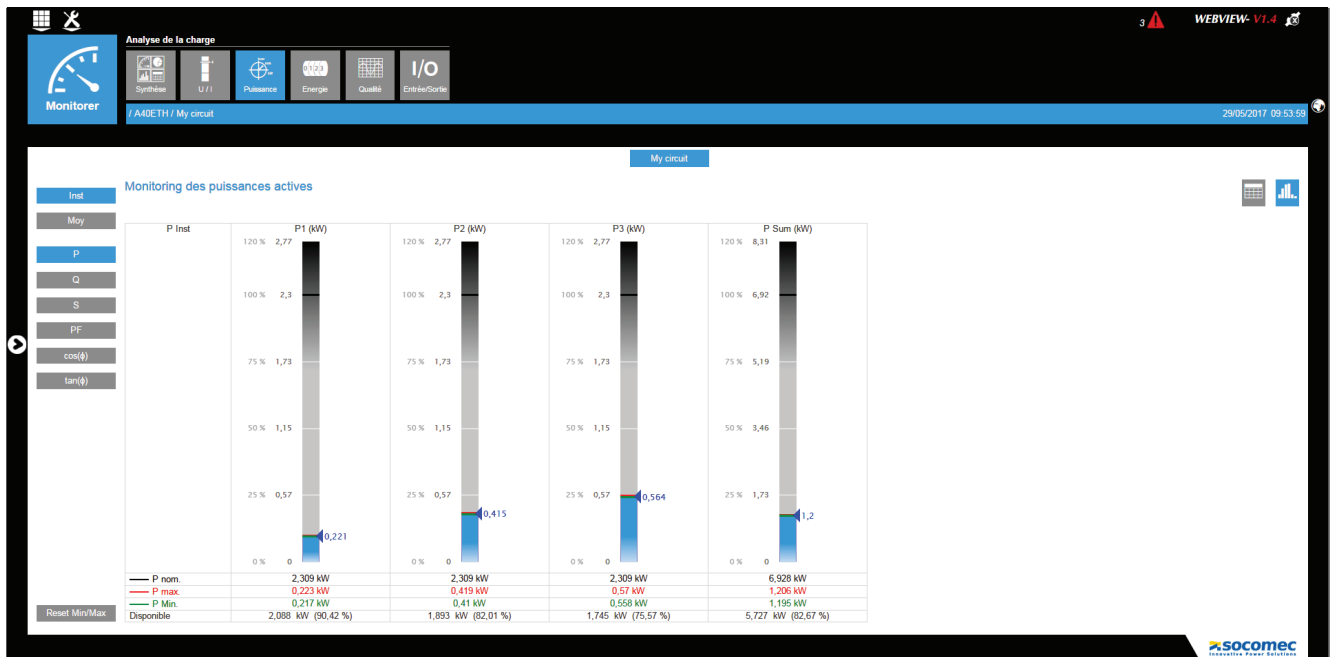 3
WEBVIEW- V1.4
Analyse de la charge
Synthèse
U / I
Puissance
0123
Energie
Qualité
I/O
Entrée/Sortie
Monitorer
/ A40ETH / My circuit
29/05/2017 09:53:59
My circuit
Monitoring des puissances actives
Inst
Moy
P
Q
S
PF
cos(ϕ)
tan(ϕ)
Reset Min/Max
P Inst P1 (kW) P2 (kW) P3 (kW) P Sum (kW)
120 % 2,77 120 % 2,77 120 % 2,77 120 % 8,31
100 % 2,3 100 % 2,3 100 % 2,3 100 % 6,92
75 % 1,73 75 % 1,73 75 % 1,73 75 % 5,19
50 % 1,15 50 % 1,15 50 % 1,15 50 % 3,46
25 % 0,57 25 % 0,57 25 % 0,57 25 % 1,73
0,221 0,415 0,564 1,2
0 % 0 0 % 0 0 % 0 0 % 0
P nom. 2,309 kW 2,309 kW 2,309 kW 6,928 kW
P max. 0,223 kW 0,419 kW 0,57 kW 1,206 kW
P Min. 0,217 kW 0,41 kW 0,558 kW 1,195 kW
Disponible 2,088 kW (90,42 %) 1,893 kW (82,01 %) 1,745 kW (75,57 %) 5,727 kW (82,67 %)
socomec
Innovative Power Solutions